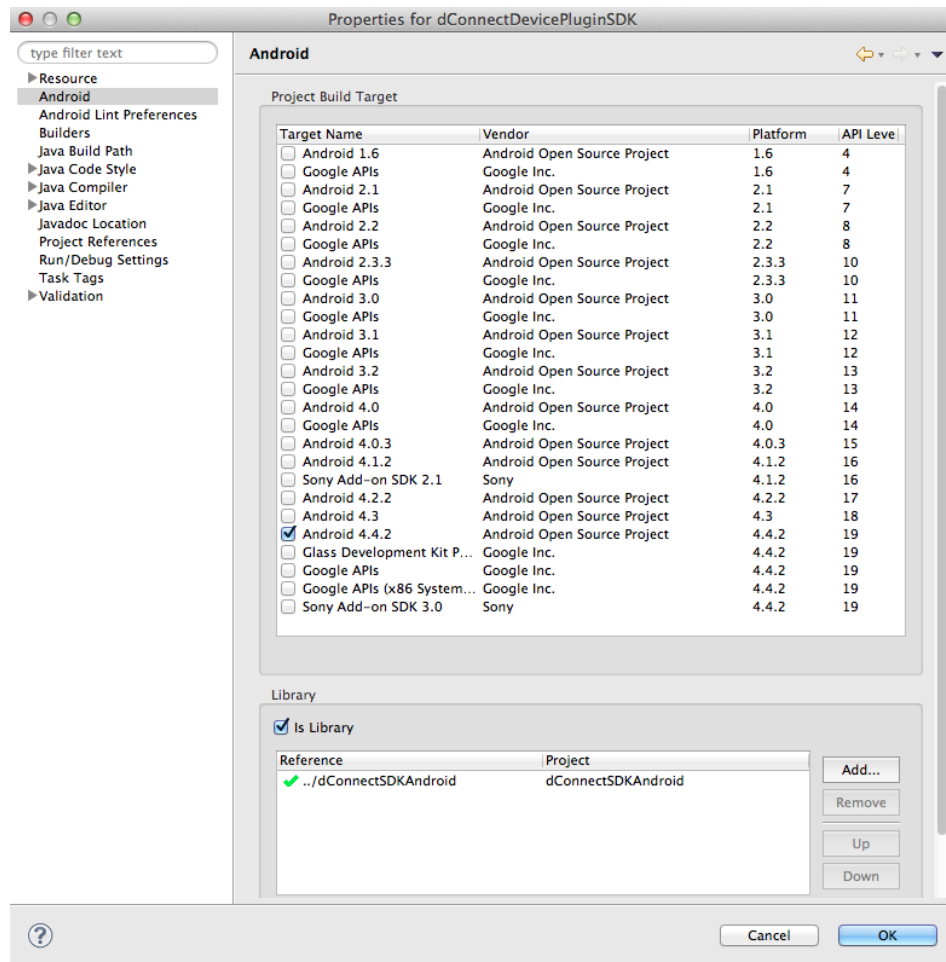 Properties for dConnectDevicePluginSDK
type filter text
Resource
Android
Android Lint Preferences
Builders
Java Build Path
Java Code Style
Java Compiler
Java Editor
Javadoc Location
Project References
Run/Debug Settings
Task Tags
Validation
Android
Project Build Target
Target Name Vendor Platform API Leve
Android 1.6 Android Open Source Project 1.6 4
Google APIs Google Inc. 1.6 4
Android 2.1 Android Open Source Project 2.1 7
Google APIs Google Inc. 2.1 7
Android 2.2 Android Open Source Project 2.2 8
Google APIs Google Inc. 2.2 8
Android 2.3.3 Android Open Source Project 2.3.3 10
Google APIs Google Inc. 2.3.3 10
Android 3.0 Android Open Source Project 3.0 11
Google APIs Google Inc. 3.0 11
Android 3.1 Android Open Source Project 3.1 12
Google APIs Google Inc. 3.1 12
Android 3.2 Android Open Source Project 3.2 13
Google APIs Google Inc. 3.2 13
Android 4.0 Android Open Source Project 4.0 14
Google APIs Google Inc. 4.0 14
Android 4.0.3 Android Open Source Project 4.0.3 15
Android 4.1.2 Android Open Source Project 4.1.2 16
Sony Add-on SDK 2.1 Sony 4.1.2 16
Android 4.2.2 Android Open Source Project 4.2.2 17
Android 4.3 Android Open Source Project 4.3 18
Android 4.4.2 Android Open Source Project 4.4.2 19
Glass Development Kit P... Google Inc. 4.4.2 19
Google APIs Google Inc. 4.4.2 19
Google APIs (x86 System... Google Inc. 4.4.2 19
Sony Add-on SDK 3.0 Sony 4.4.2 19
Library
Is Library
Reference Project
../dConnectSDKAndroid dConnectSDKAndroid
Add...
Remove
Up
Down
?
Cancel OK